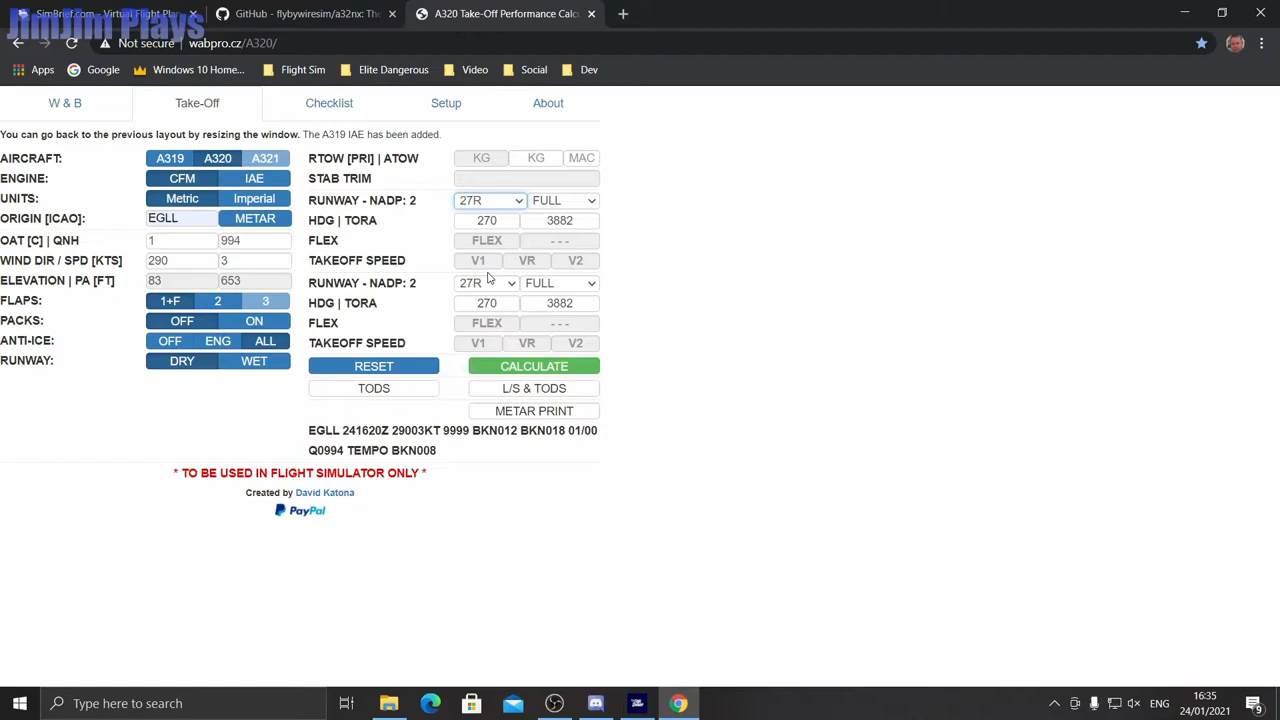 JimJim Plays
SimBrief.com - Virtual Flight Plan
GitHub - flybywiresim/a32nx: The
A320 Take-Off Performance Calc
Not secure
wabpro.cz/A320/
Apps
Google
Windows 10 Home...
Flight Sim
Elite Dangerous
Video
Social
Dev
W & B
Take-Off
Checklist
Setup
About
You can go back to the previous layout by resizing the window. The A319 IAE has been added.
AIRCRAFT: A319 A320 A321
ENGINE: CFM IAE
UNITS: Metric Imperial
ORIGIN [ICAO]: EGLL METAR
OAT [C] | QNH 1 994
WIND DIR / SPD [KTS] 290 3
ELEVATION | PA [FT] 83 653
FLAPS: 1+F 2 3
PACKS: OFF ON
ANTI-ICE: OFF ENG ALL
RUNWAY: DRY WET
RTOW [PRI] | ATOW KG KG MAC
STAB TRIM
RUNWAY - NADP: 2 27R FULL
HDG | TORA 270 3882
FLEX FLEX - - -
TAKEOFF SPEED V1 VR V2
RUNWAY - NADP: 2 27R FULL
HDG | TORA 270 3882
FLEX FLEX - - -
TAKEOFF SPEED V1 VR V2
RESET CALCULATE
TODS L/S & TODS
METAR PRINT
EGLL 241620Z 29003KT 9999 BKN012 BKN018 01/00
Q0994 TEMPO BKN008
* TO BE USED IN FLIGHT SIMULATOR ONLY *
Created by David Katona
PayPal
Type here to search
ENG
16:35
24/01/2021
9